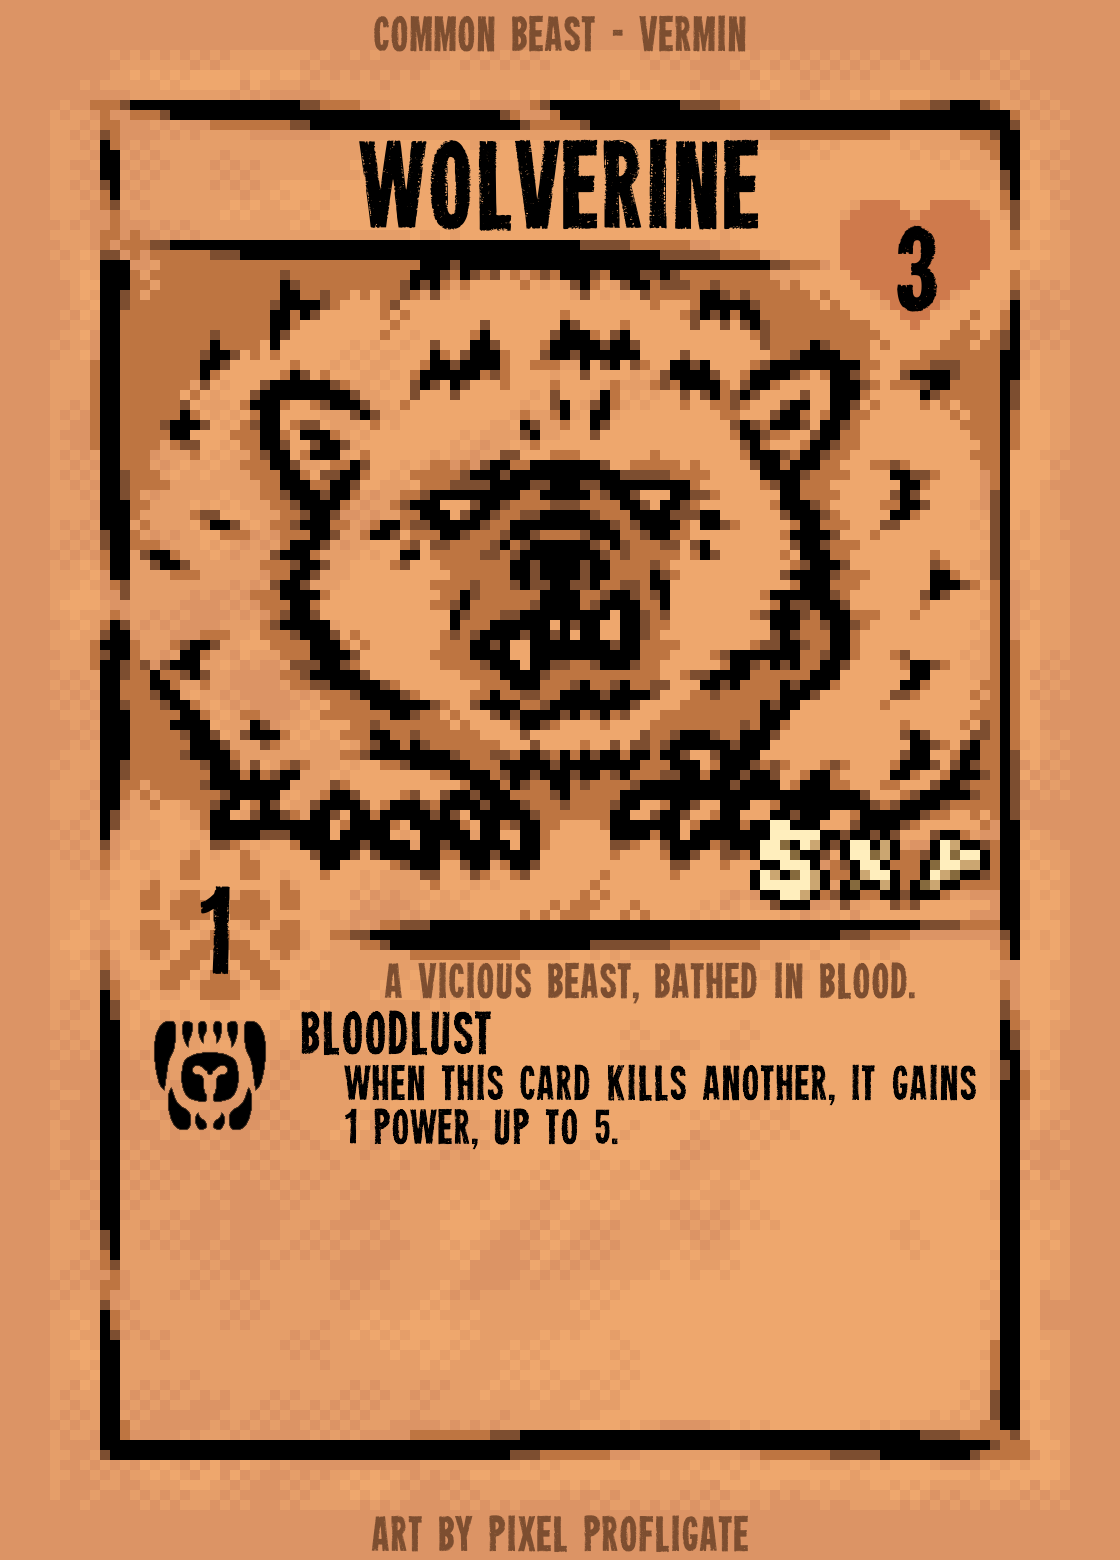 COMMON BEAST - VERMIN
WOLVERINE
3
1
A VICIOUS BEAST, BATHED IN BLOOD.
BLOODLUST
WHEN THIS CARD KILLS ANOTHER, IT GAINS
1 POWER, UP TO 5.
ART BY PIXEL PROFLIGATE